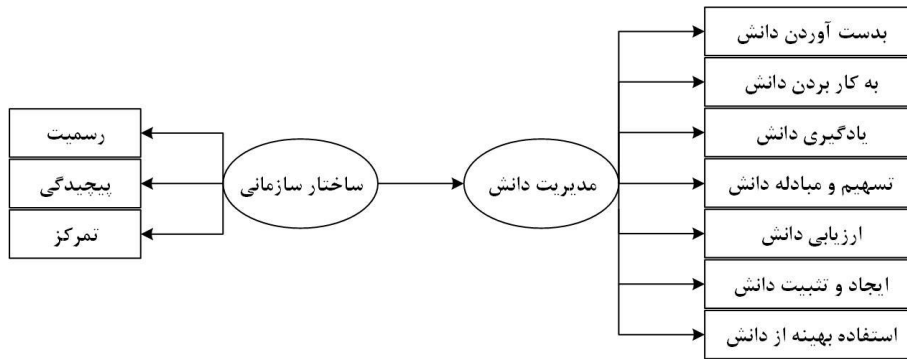 بدست آوردن دانش
به کار بردن دانش
یادگیری دانش
تسهیم و مبادله دانش
ارزیابی دانش
ایجاد و تثبیت دانش
استفاده بهینه از دانش
مدیریت دانش
ساختار سازمانی
رسمیت
پیچیدگی
تمرکز